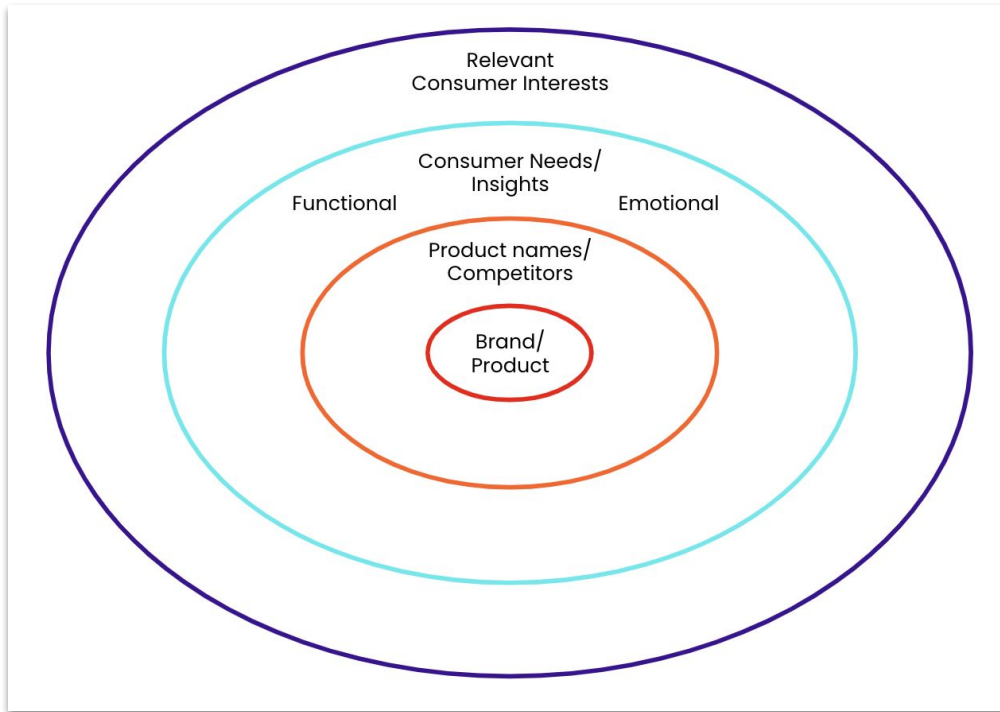 Relevant
Consumer Interests
Consumer Needs/
Insights
Functional
Emotional
Product names/
Competitors
Brand/
Product